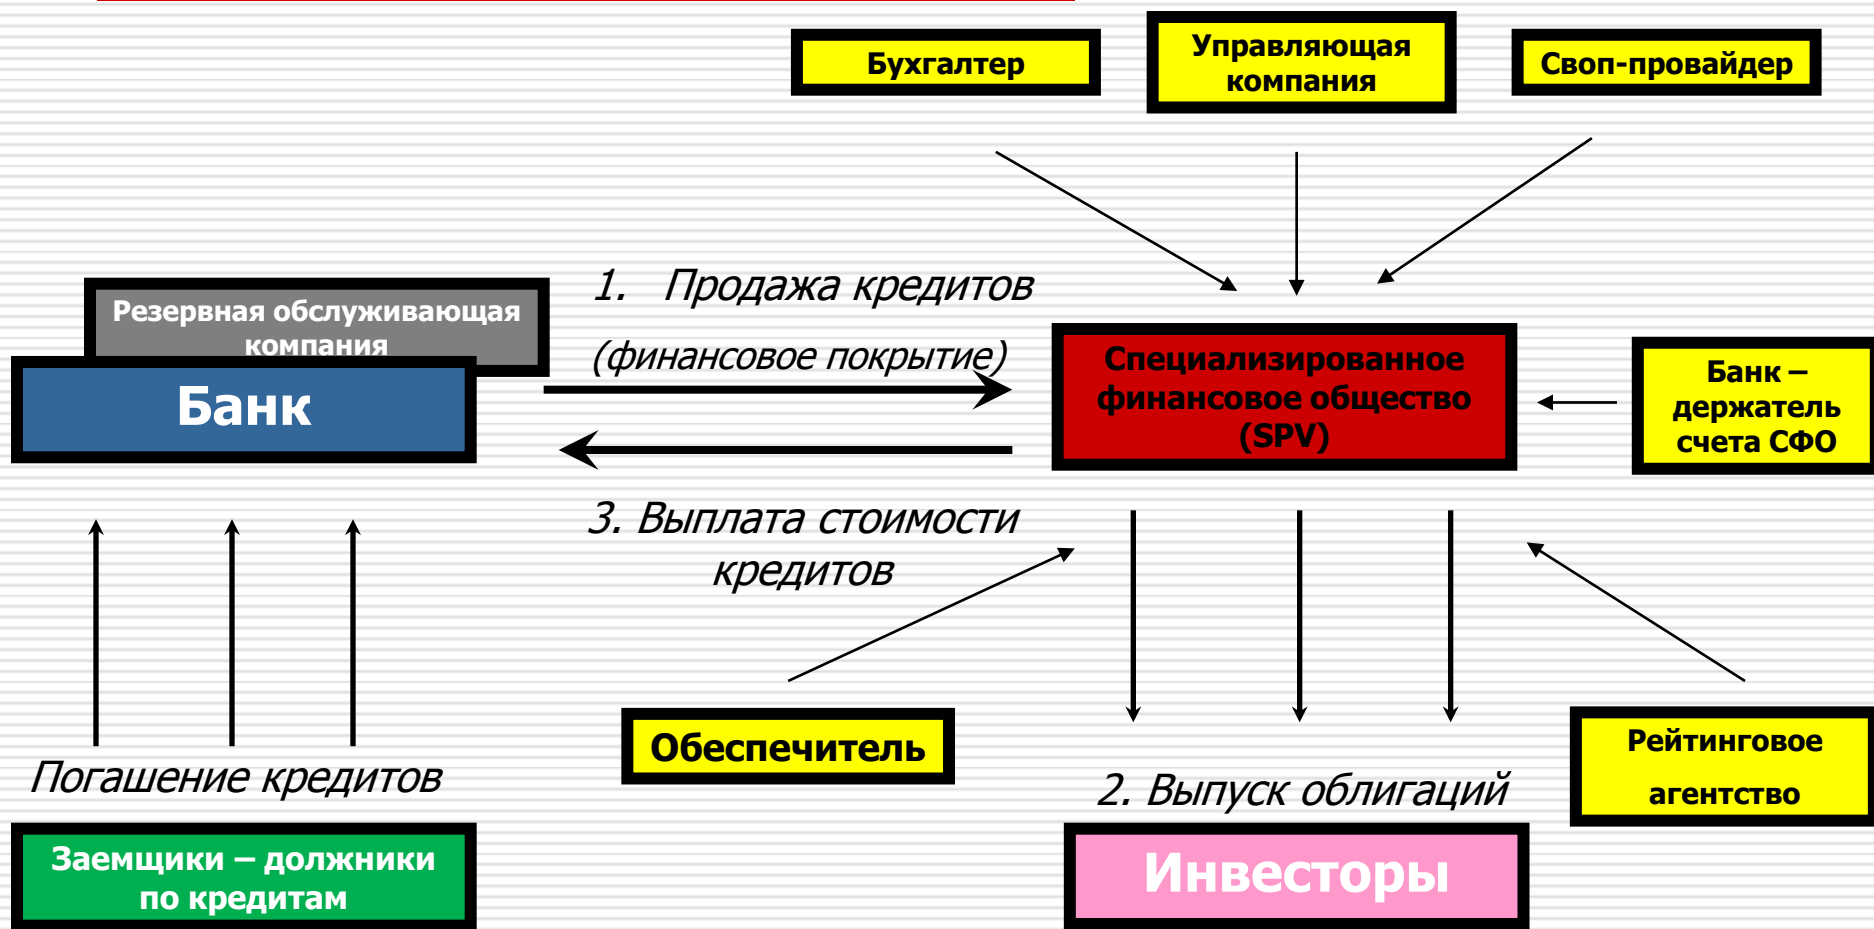 Бухгалтер
Управляющая
компания
Своп-провайдер
Резервная обслуживающая
компания
Банк
1. Продажа кредитов
(финансовое покрытие)
Специализированное
финансовое общество
(SPV)
Банк –
держатель
счета СФО
3. Выплата стоимости
кредитов
Обеспечитель
Рейтинговое
агентство
Погашение кредитов
2. Выпуск облигаций
Заемщики – должники
по кредитам
Инвесторы